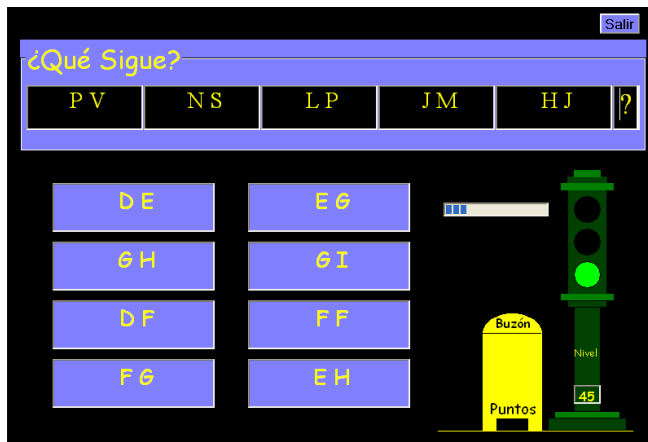 Salir
¿Qué Sigue?
P V N S L P J M H J ?
D E E G
G H G I
D F F F
F G E H
Buzón
Nivel
45
Puntos